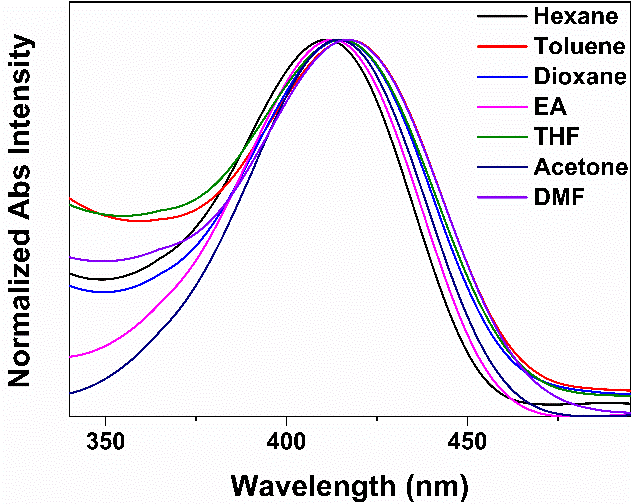 Hexane
Toluene
Dioxane
EA
THF
Acetone
DMF
Normalized Abs Intensity
350
400
450
Wavelength (nm)